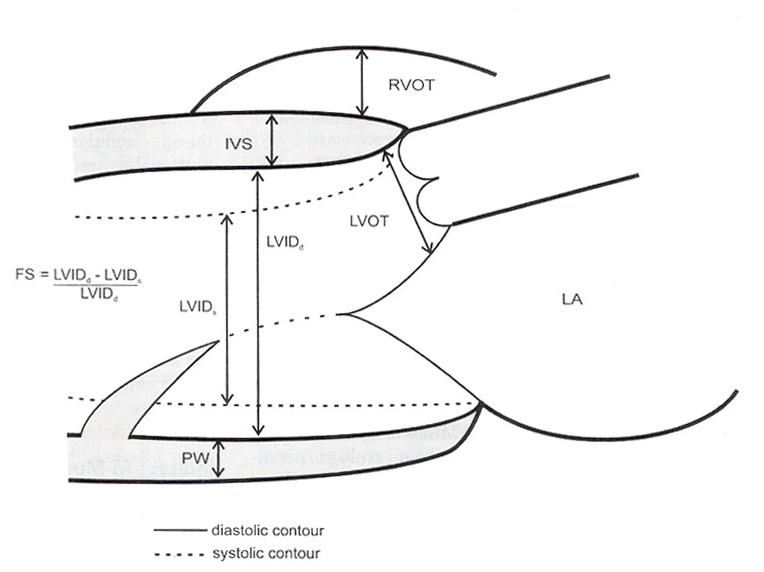 RVOT
IVS
LVOT
LVIDd
FS = LVIDd - LVIDs
LVIDd
LVIDs
LA
PW
diastolic contour
systolic contour